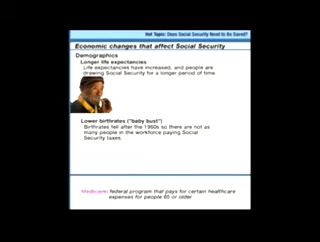 Hot Topic: Does Social Security Need to Be Saved?
Economic changes that affect Social Security
Demographics
Longer life expectancies
Life expectancies have increased, and people are
drawing Social Security for a longer period of time.
Lower birthrates ("baby bust")
Birthrates fell after the 1960s so there are not as
many people in the workforce paying Social
Security taxes.
Medicare: federal program that pays for certain healthcare
expenses for people 65 or older